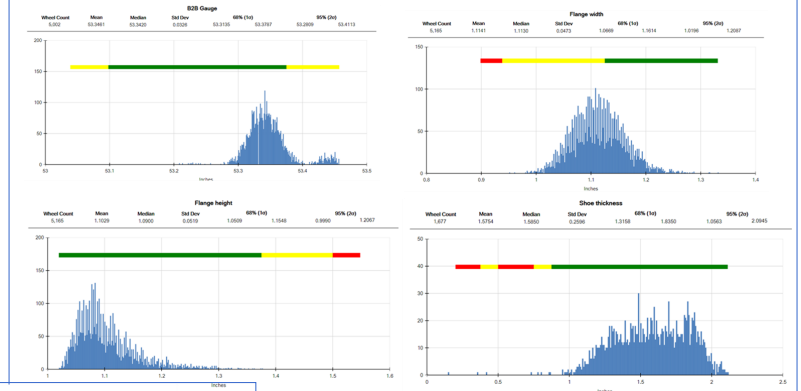 B2B Gauge
Wheel Count Mean Median Std Dev 68% (1σ) 95% (2σ)
5,002 53.3461 53.3420 0.0326 53.3135 53.3787 53.2809 53.4113
200
150
100
50
0
53 53.1 53.2 53.3 53.4 53.5
Inches
Flange width
Wheel Count Mean Median Std Dev 68% (1σ) 95% (2σ)
5,165 1.1141 1.1130 0.0473 1.0669 1.1614 1.0196 1.2087
150
100
50
0
0.8 0.9 1 1.1 1.2 1.3 1.4
Inches
Flange height
Wheel Count Mean Median Std Dev 68% (1σ) 95% (2σ)
5,165 1.1028 1.0900 0.0519 1.0509 1.1546 0.9990 1.2067
200
150
100
50
0
1 1.1 1.2 1.3 1.4 1.5 1.6
Inches
Shoe thickness
Wheel Count Mean Median Std Dev 68% (1σ) 95% (2σ)
1,677 1.5754 1.5850 0.2596 1.3158 1.8350 1.0563 2.0945
50
40
30
20
10
0
0 0.5 1 1.5 2 2.5